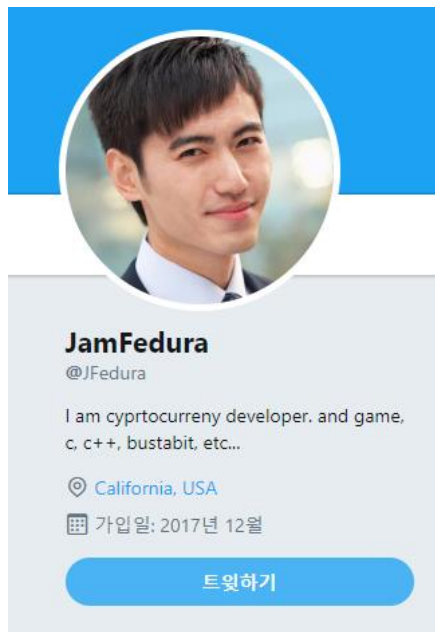 JamFedura
@JFedura
I am cyprtocurreny developer. and game,
c, c++, bustabit, etc...
California, USA
가입일: 2017년 12월
트윗하기